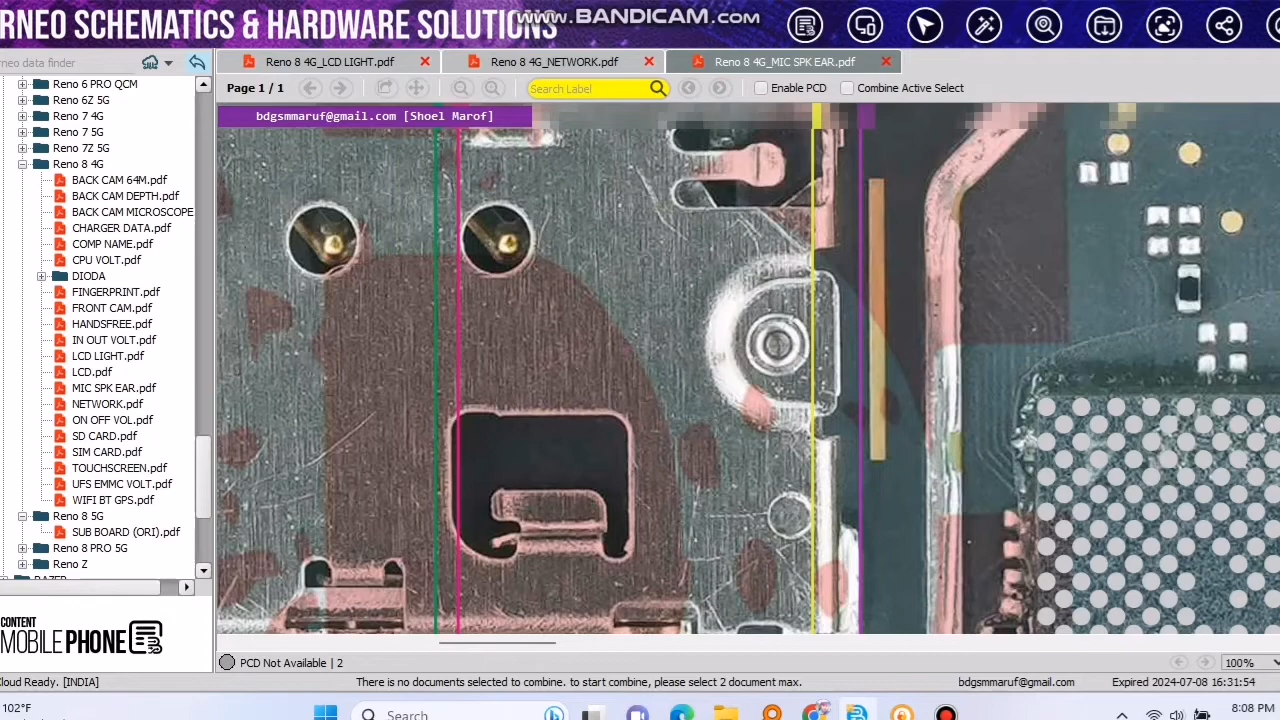 RNEO SCHEMATICS & HARDWARE SOLUTIONS
www.BANDICAM.com
rneo data finder
Reno 8 4G_LCD LIGHT.pdf
Reno 8 4G_NETWORK.pdf
Reno 8 4G_MIC SPK EAR.pdf
Page 1 / 1
Search Label
Enable PCD
Combine Active Select
bdgsmmaruf@gmail.com [Shoel Marof]
Reno 6 PRO QCM
Reno 6Z 5G
Reno 7 4G
Reno 7 5G
Reno 7Z 5G
Reno 8 4G
BACK CAM 64M.pdf
BACK CAM DEPTH.pdf
BACK CAM MICROSCOPE
CHARGER DATA.pdf
COMP NAME.pdf
CPU VOLT.pdf
DIODA
FINGERPRINT.pdf
FRONT CAM.pdf
HANDSFREE.pdf
IN OUT VOLT.pdf
LCD LIGHT.pdf
LCD.pdf
MIC SPK EAR.pdf
NETWORK.pdf
ON OFF VOL.pdf
SD CARD.pdf
SIM CARD.pdf
TOUCHSCREEN.pdf
UFS EMMC VOLT.pdf
WIFI BT GPS.pdf
Reno 8 5G
SUB BOARD (ORI).pdf
Reno 8 PRO 5G
Reno Z
RAZER
CONTENT
MOBILE PHONE
PCD Not Available | 2
100%
Cloud Ready. [INDIA]
There is no documents selected to combine. to start combine, please select 2 document max.
bdgsmmaruf@gmail.com
Expired 2024-07-08 16:31:54
102°F
Search
8:08 PM